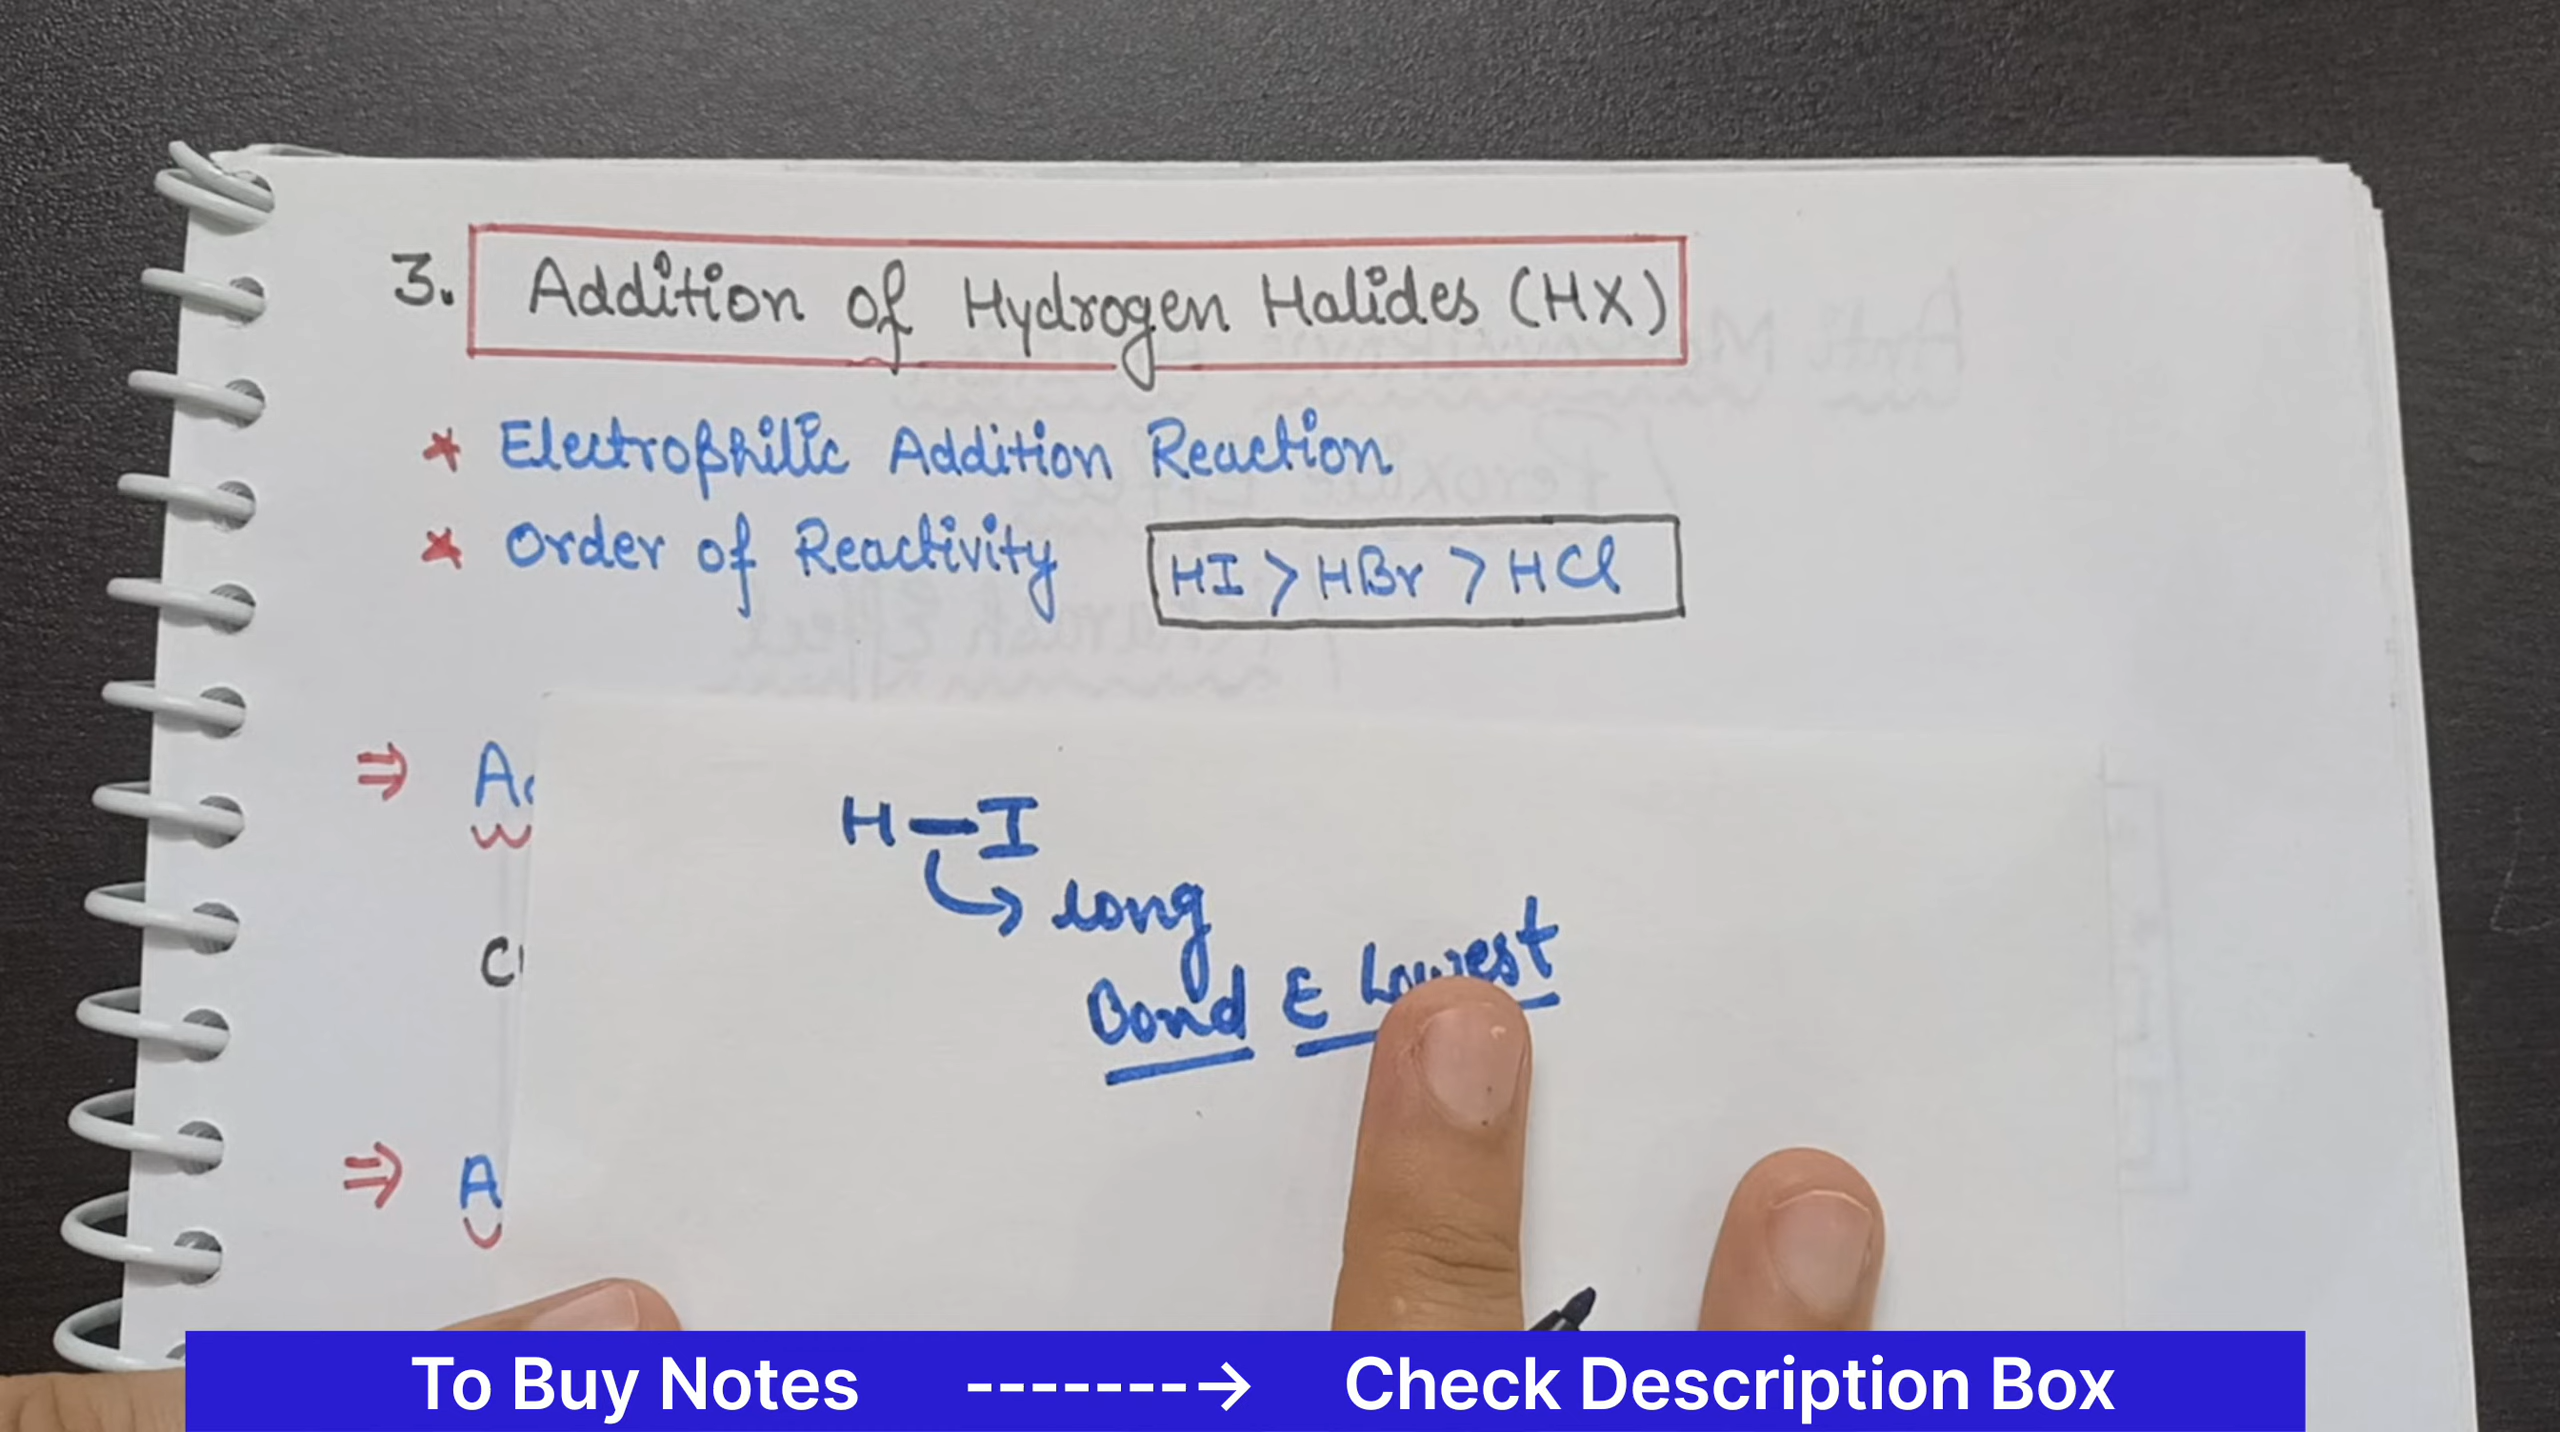 3. Addition of Hydrogen Halides (HX)
* Electrophilic Addition Reaction
* Order of Reactivity HI > HBr > HCl
⇒
H-I
long
Bond E Lowest
⇒ A
To Buy Notes -------→ Check Description Box